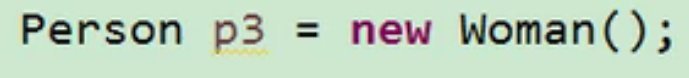 Person p3 = new Woman();